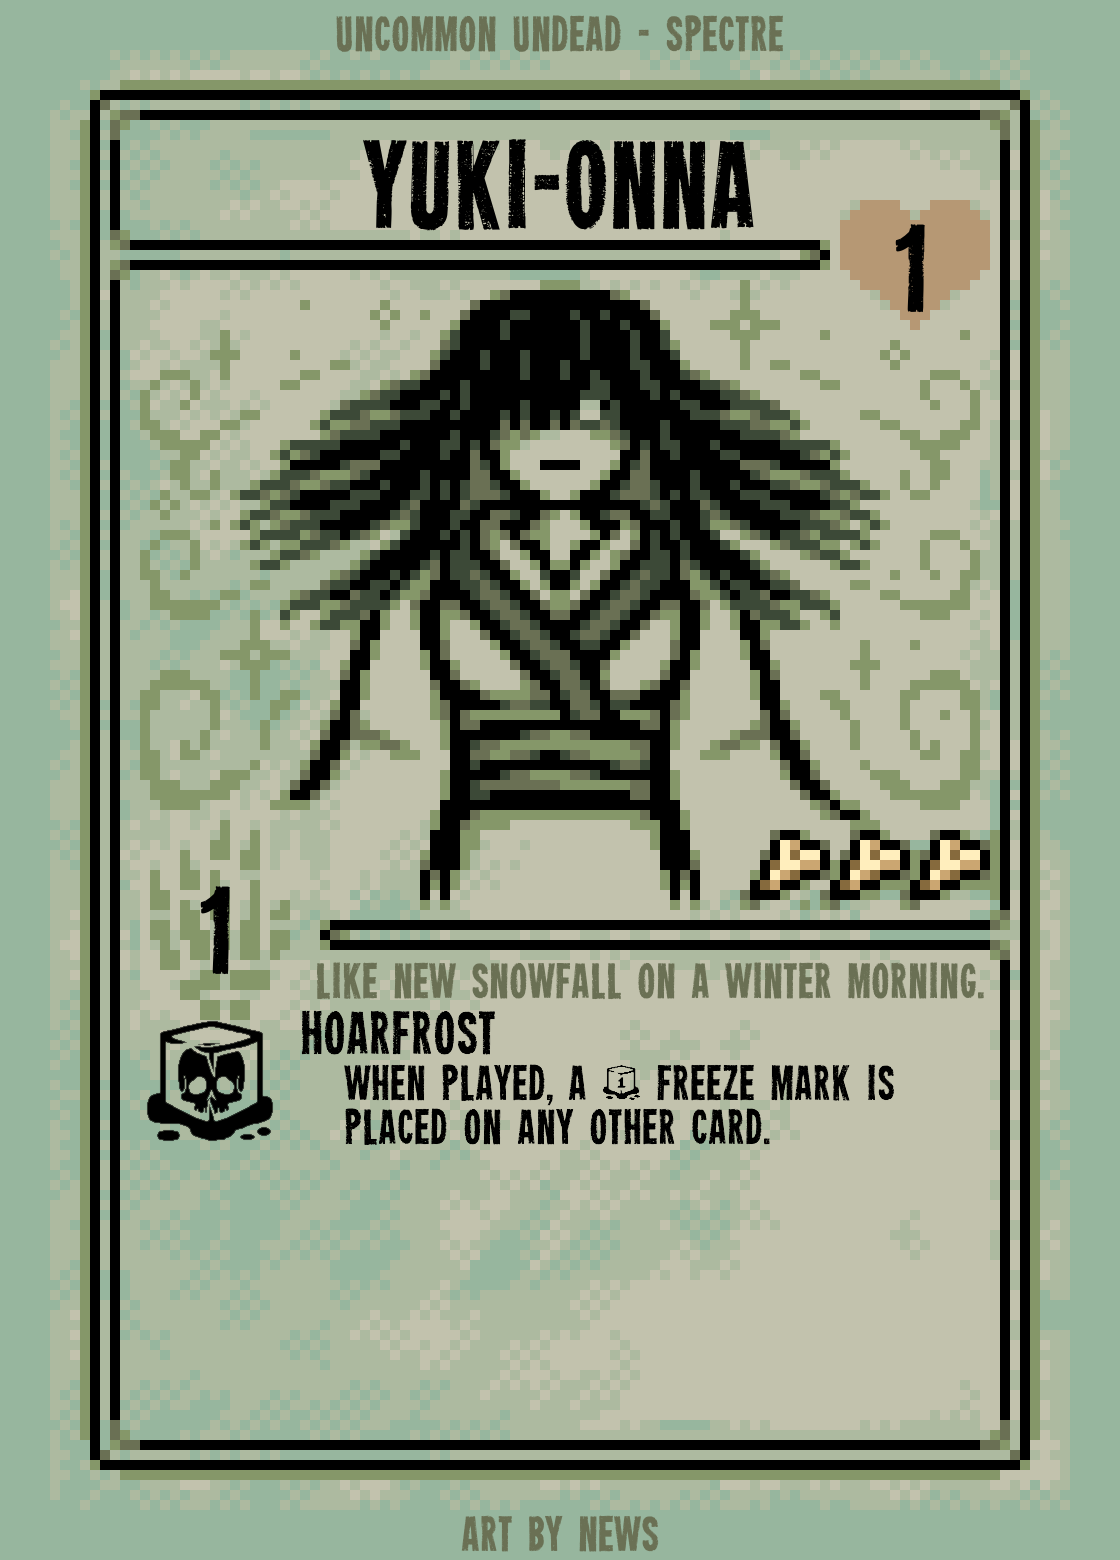 UNCOMMON UNDEAD - SPECTRE
YUKI-ONNA
1
1
LIKE NEW SNOWFALL ON A WINTER MORNING.
HOARFROST
WHEN PLAYED, A 1 FREEZE MARK IS
PLACED ON ANY OTHER CARD.
ART BY NEWS